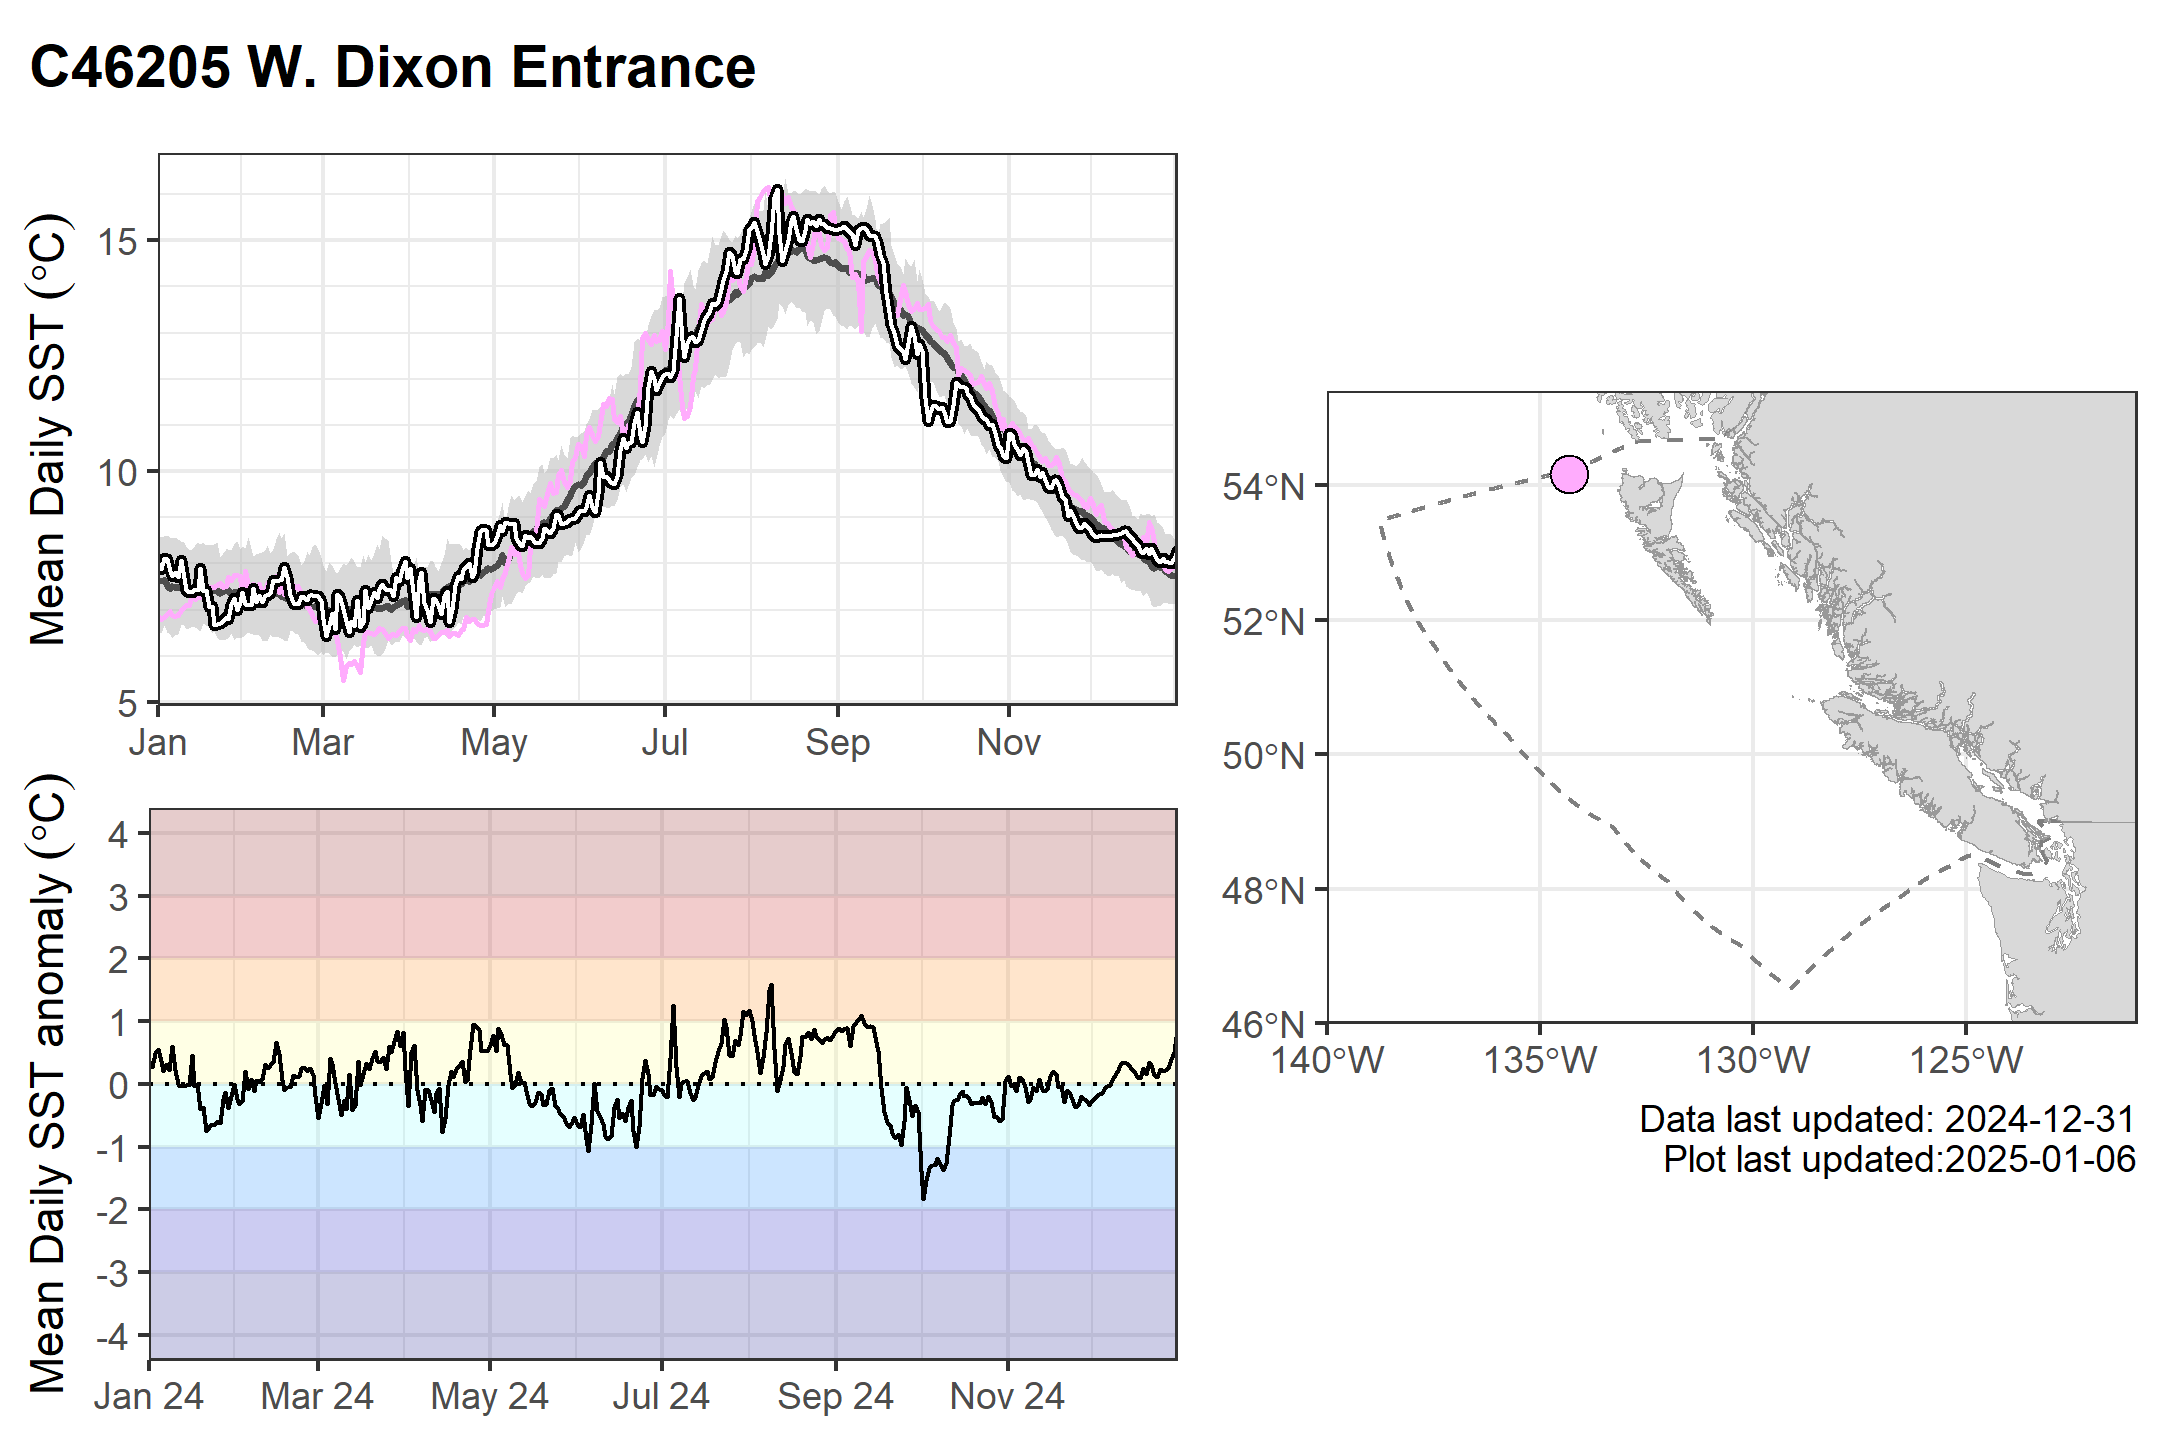 C46205 W. Dixon Entrance
Mean Daily SST (°C)
15
10
5
Jan Mar May Jul Sep Nov
Mean Daily SST anomaly (°C)
4
3
2
1
0
-1
-2
-3
-4
Jan 24 Mar 24 May 24 Jul 24 Sep 24 Nov 24
54°N
52°N
50°N
48°N
46°N
140°W 135°W 130°W 125°W
Data last updated: 2024-12-31
Plot last updated:2025-01-06